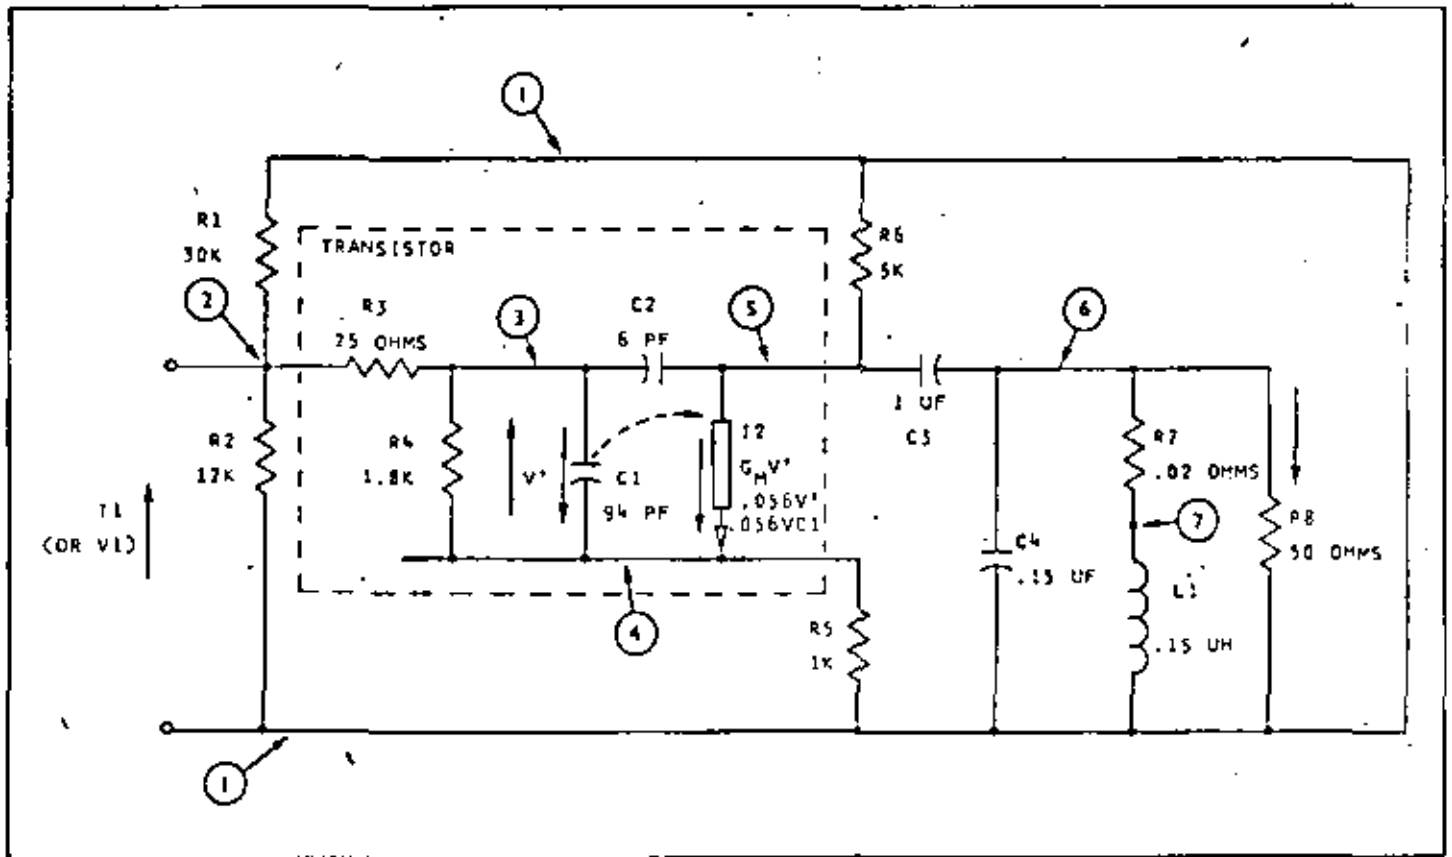 1
R1
30K
TRANSISTOR
R6
5K
2
R3
25 OHMS
3
C2
6 PF
5
6
R2
R4
1.8K
V'
C1
94 PF
I2
GMV'
.056V'
.056VC1
1 UF
C3
R7
.02 OHMS
7
(OR V1)
C4
.15 UF
L1
.15 UH
50 OHMS
4
R5
1K
1